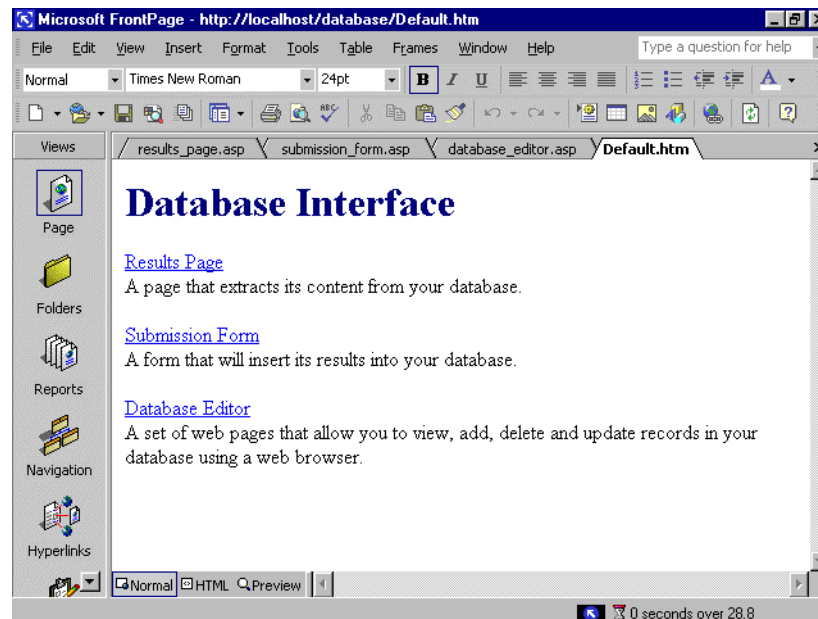 Microsoft FrontPage - http://localhost/database/Default.htm
File Edit View Insert Format Tools Table Frames Window Help Type a question for help
Normal Times New Roman 24pt B I U A
ABC
Views results_page.asp submission_form.asp database_editor.asp Default.htm
Database Interface
Page
Results Page
A page that extracts its content from your database.
Folders
Submission Form
A form that will insert its results into your database.
Reports
Database Editor
A set of web pages that allow you to view, add, delete and update records in your
database using a web browser.
Navigation
Hyperlinks
Normal HTML Preview
0 seconds over 28.8